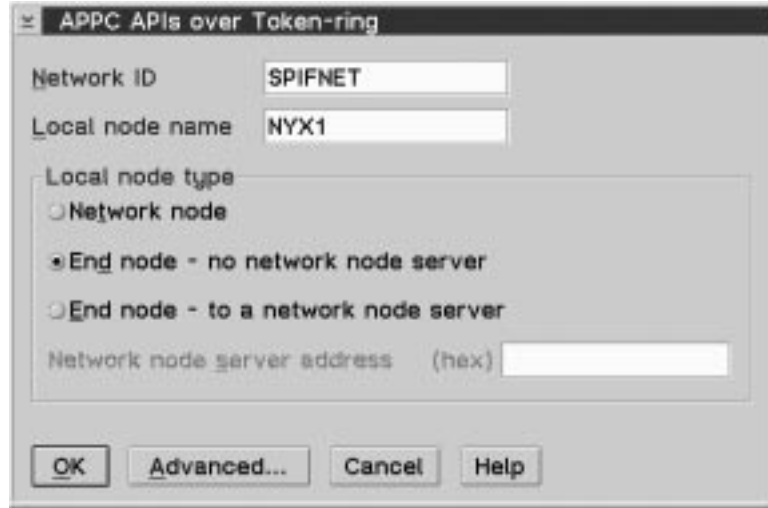 APPC APIs over Token-ring
Network ID SPIFNET
Local node name NYX1
Local node type
Network node
End node - no network node server
End node - to a network node server
Network node server address (hex)
OK Advanced... Cancel Help